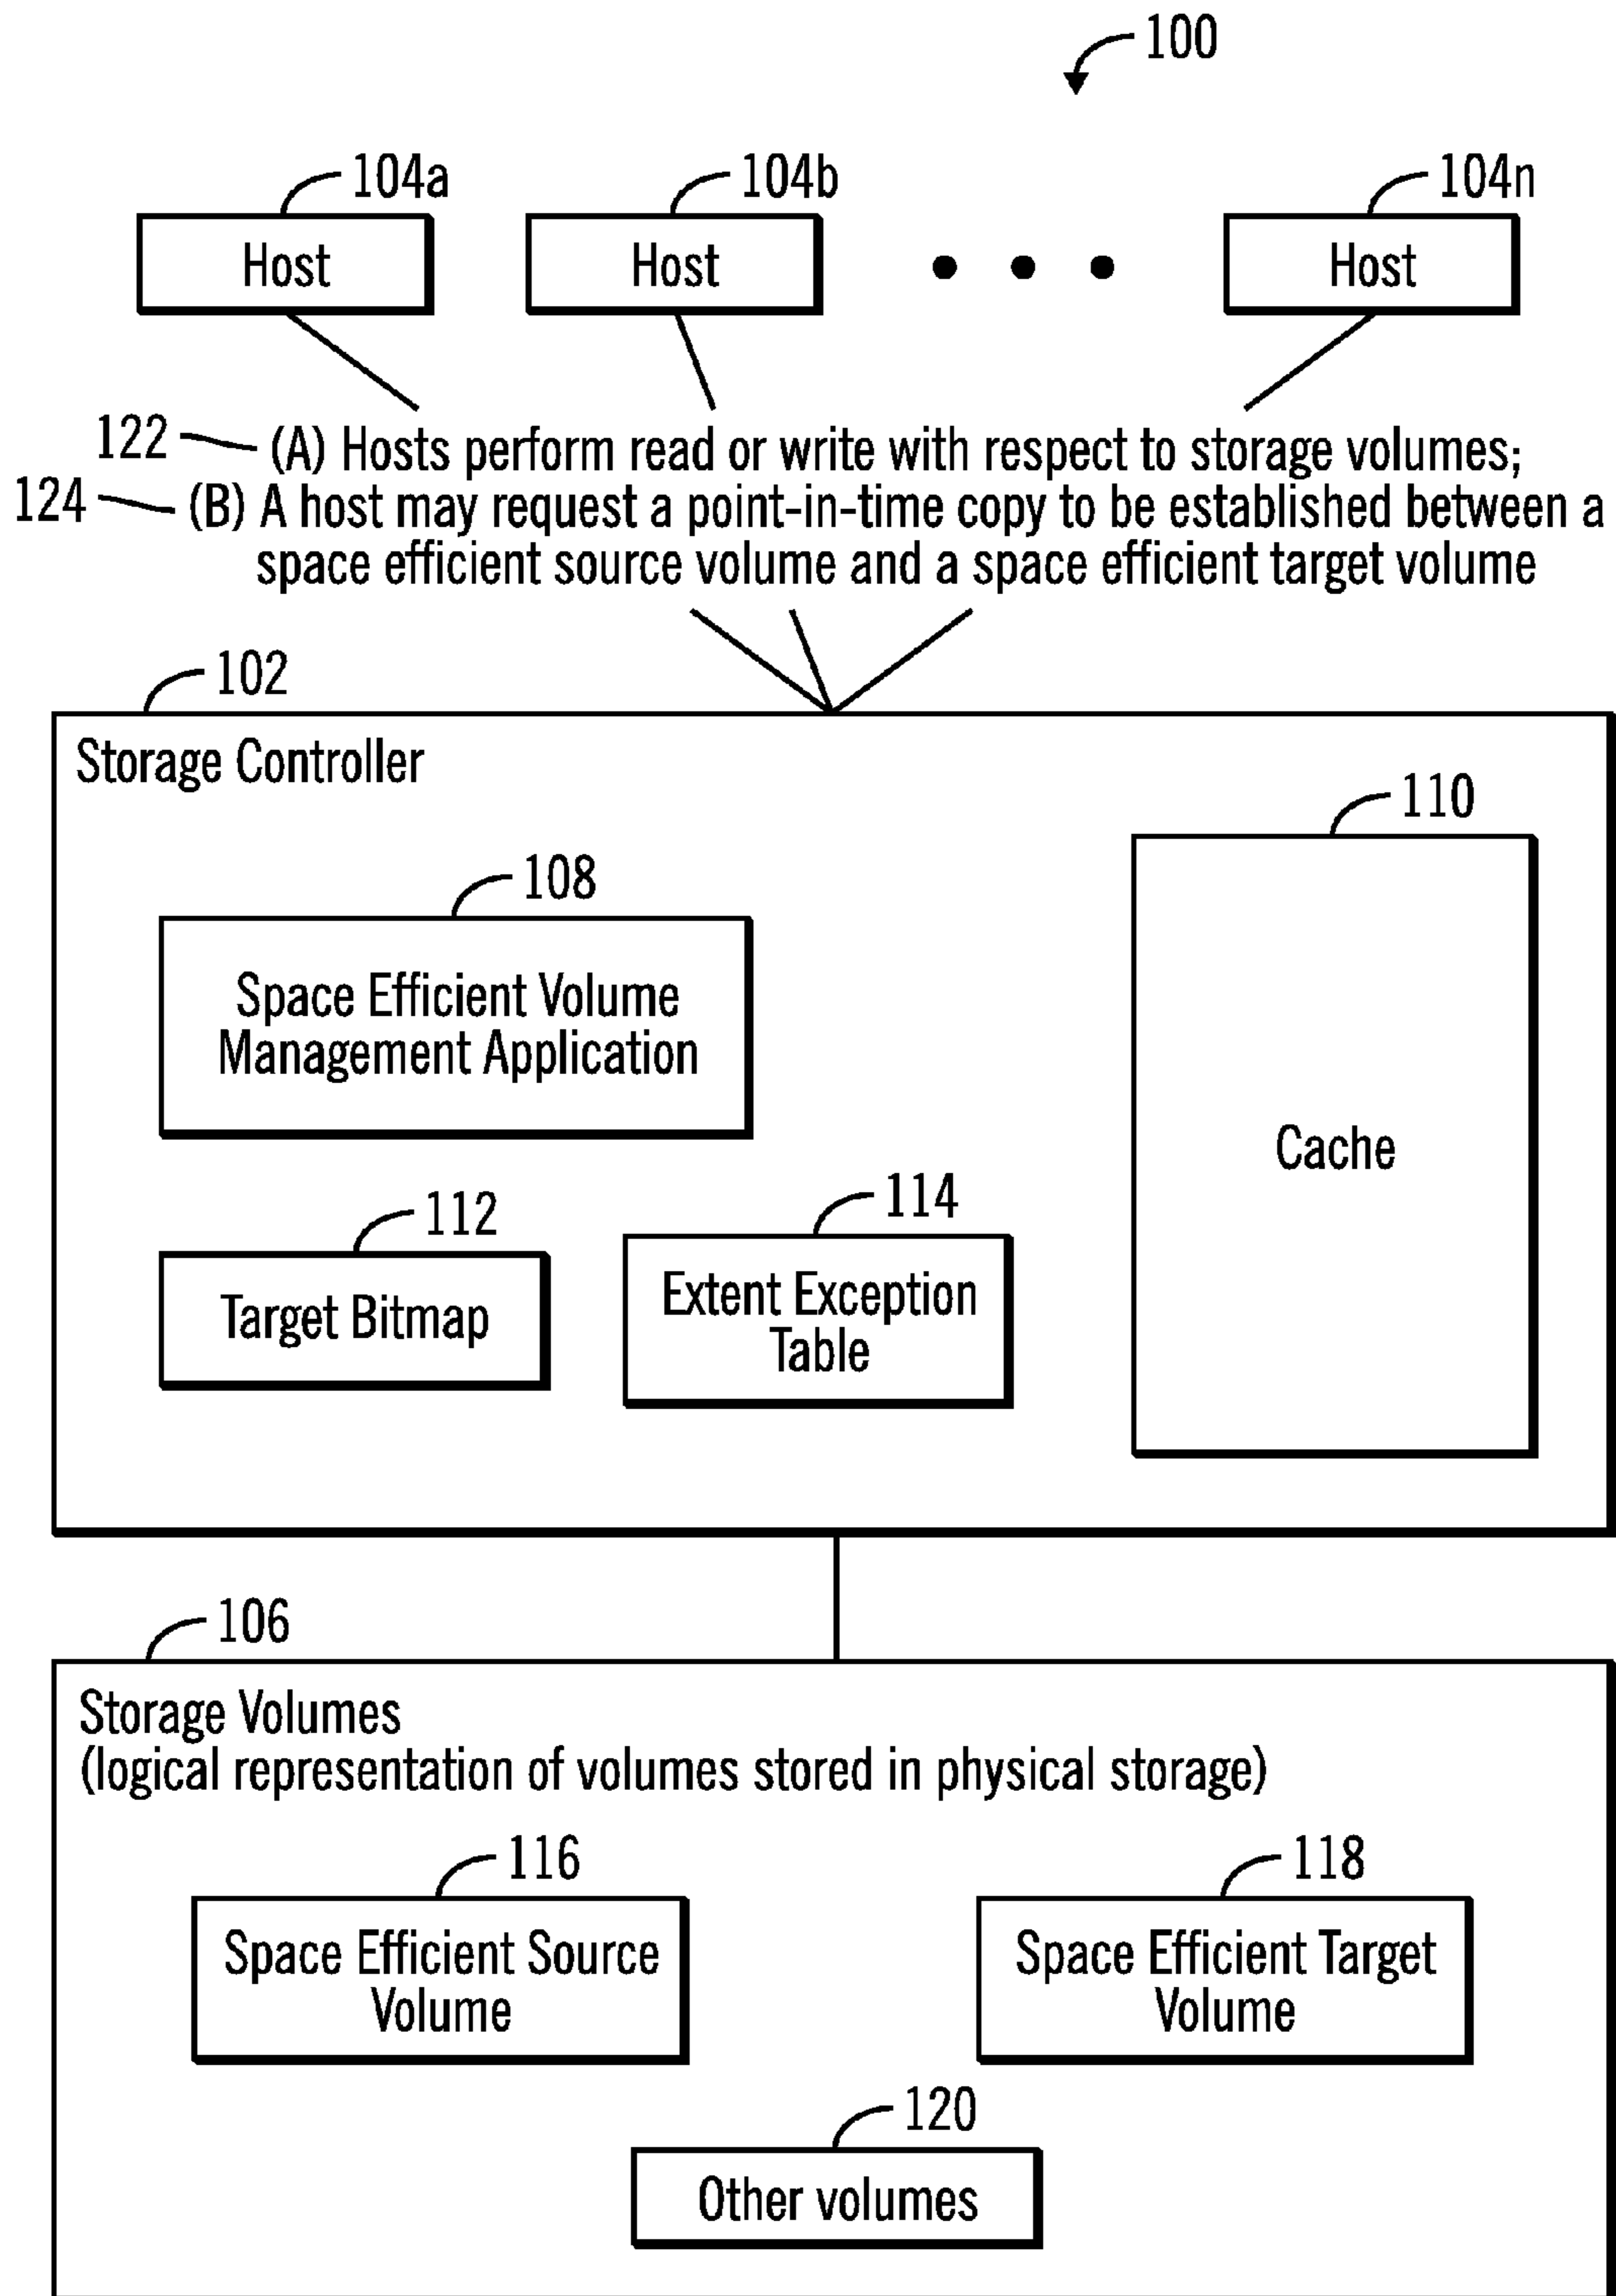 100
104a
104b
104n
Host
Host
Host
122
(A) Hosts perform read or write with respect to storage volumes;
124
(B) A host may request a point-in-time copy to be established between a
space efficient source volume and a space efficient target volume
102
Storage Controller
110
108
Space Efficient Volume
Management Application
Cache
112
114
Target Bitmap
Extent Exception
Table
106
Storage Volumes
(logical representation of volumes stored in physical storage)
116
118
Space Efficient Source
Volume
Space Efficient Target
Volume
120
Other volumes